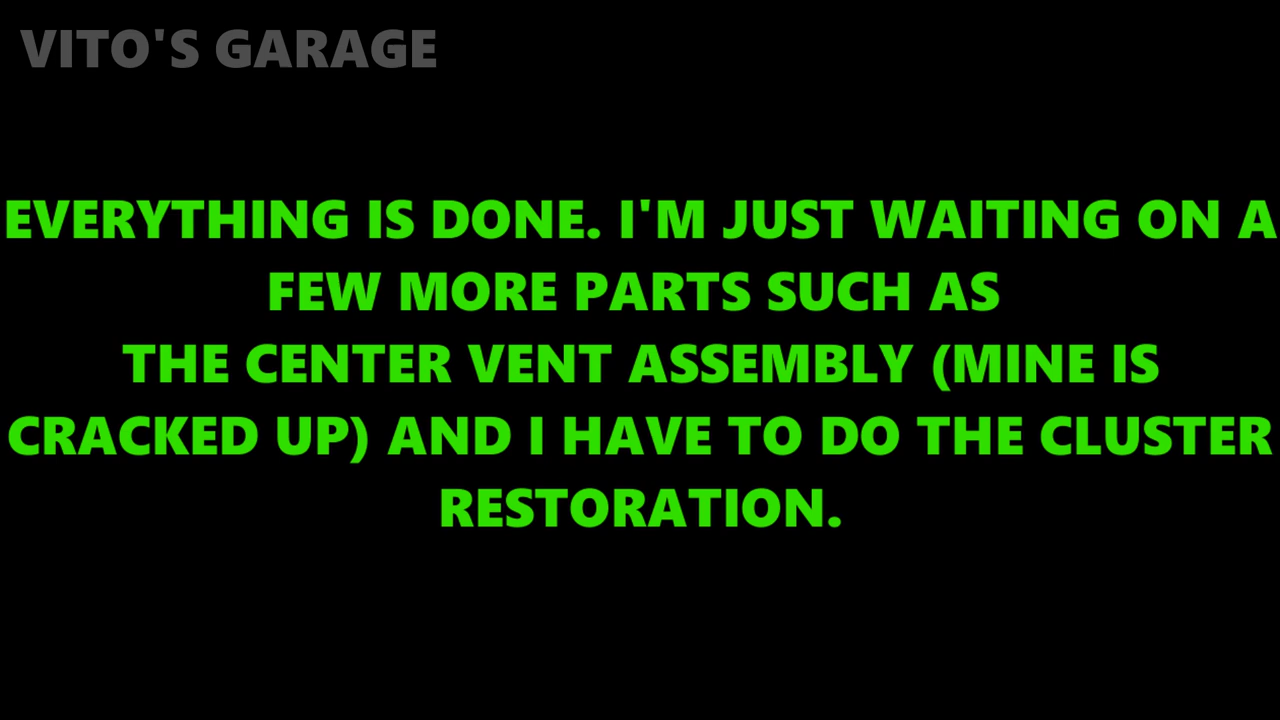 VITO'S GARAGE
EVERYTHING IS DONE. I'M JUST WAITING ON A
FEW MORE PARTS SUCH AS
THE CENTER VENT ASSEMBLY (MINE IS
CRACKED UP) AND I HAVE TO DO THE CLUSTER
RESTORATION.